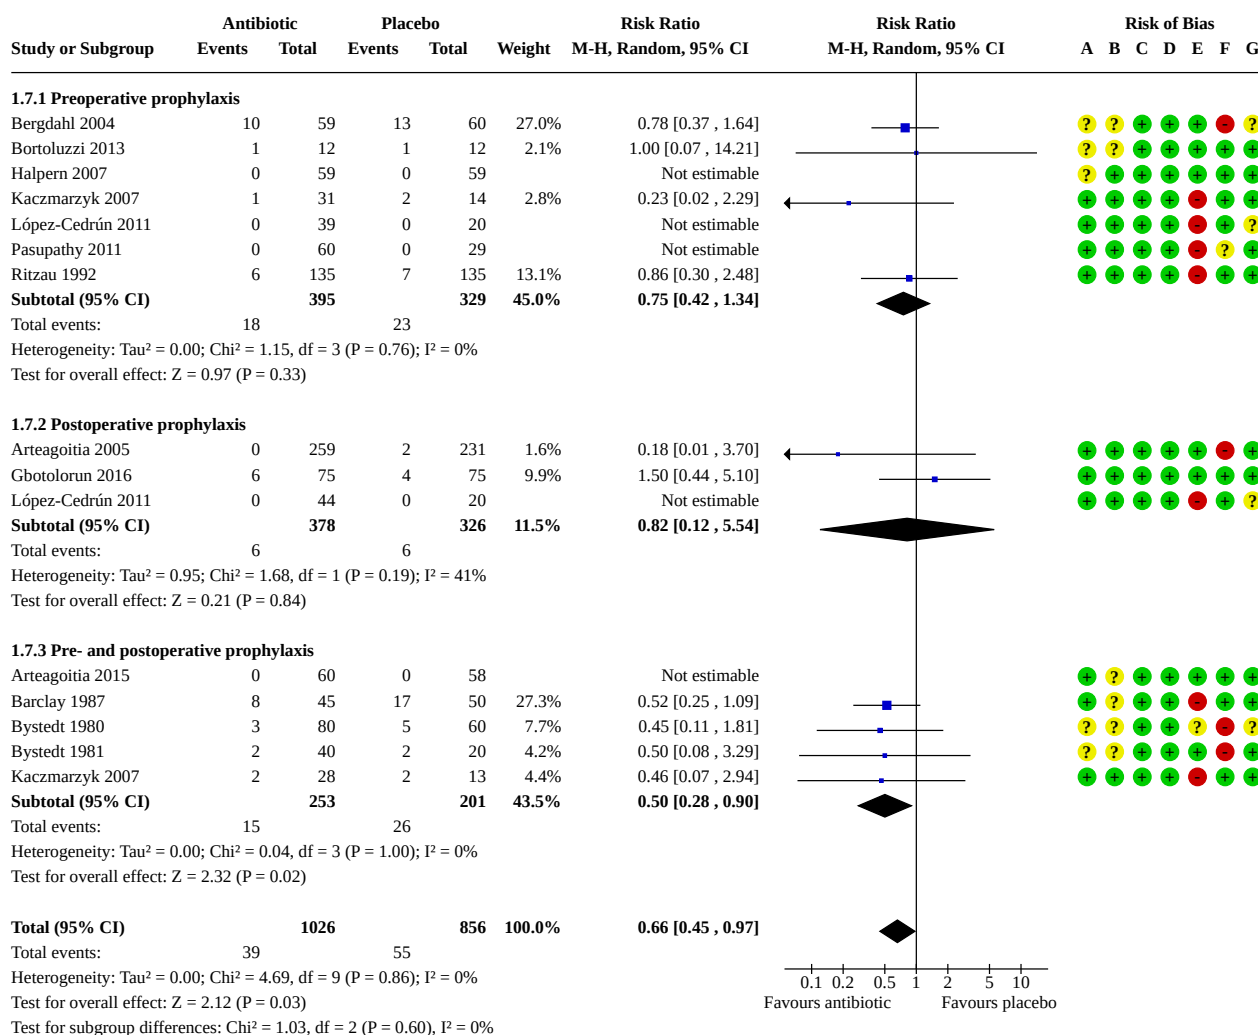 Antibiotic Placebo Risk Ratio Risk Ratio Risk of Bias
Study or Subgroup Events Total Events Total Weight M-H, Random, 95% CI M-H, Random, 95% CI A B C D E F G
1.7.1 Preoperative prophylaxis
Bergdahl 2004 10 59 13 60 27.0% 0.78 [0.37 , 1.64] ? ? + + + - ?
Bortoluzzi 2013 1 12 1 12 2.1% 1.00 [0.07 , 14.21] ? ? + + + + +
Halpern 2007 0 59 0 59 Not estimable ? + + + + + +
Kaczmarzyk 2007 1 31 2 14 2.8% 0.23 [0.02 , 2.29] + + + + - + +
López-Cedrún 2011 0 39 0 20 Not estimable + + + + - + ?
Pasupathy 2011 0 60 0 29 Not estimable + + + + - ? +
Ritzau 1992 6 135 7 135 13.1% 0.86 [0.30 , 2.48] + + + + - + +
Subtotal (95% CI) 395 329 45.0% 0.75 [0.42 , 1.34]
Total events: 18 23
Heterogeneity: Tau² = 0.00; Chi² = 1.15, df = 3 (P = 0.76); I² = 0%
Test for overall effect: Z = 0.97 (P = 0.33)
1.7.2 Postoperative prophylaxis
Arteagoitia 2005 0 259 2 231 1.6% 0.18 [0.01 , 3.70] + + + + + - +
Gbotolorun 2016 6 75 4 75 9.9% 1.50 [0.44 , 5.10] + + + + + + +
López-Cedrún 2011 0 44 0 20 Not estimable + + + + - + ?
Subtotal (95% CI) 378 326 11.5% 0.82 [0.12 , 5.54]
Total events: 6 6
Heterogeneity: Tau² = 0.95; Chi² = 1.68, df = 1 (P = 0.19); I² = 41%
Test for overall effect: Z = 0.21 (P = 0.84)
1.7.3 Pre- and postoperative prophylaxis
Arteagoitia 2015 0 60 0 58 Not estimable + ? + + + + +
Barclay 1987 8 45 17 50 27.3% 0.52 [0.25 , 1.09] + ? + + - + +
Bystedt 1980 3 80 5 60 7.7% 0.45 [0.11 , 1.81] ? ? + + ? - ?
Bystedt 1981 2 40 2 20 4.2% 0.50 [0.08 , 3.29] ? ? + + + - +
Kaczmarzyk 2007 2 28 2 13 4.4% 0.46 [0.07 , 2.94] + + + + - + +
Subtotal (95% CI) 253 201 43.5% 0.50 [0.28 , 0.90]
Total events: 15 26
Heterogeneity: Tau² = 0.00; Chi² = 0.04, df = 3 (P = 1.00); I² = 0%
Test for overall effect: Z = 2.32 (P = 0.02)
Total (95% CI) 1026 856 100.0% 0.66 [0.45 , 0.97]
Total events: 39 55
Heterogeneity: Tau² = 0.00; Chi² = 4.69, df = 9 (P = 0.86); I² = 0%
0.1 0.2 0.5 1 2 5 10
Test for overall effect: Z = 2.12 (P = 0.03) Favours antibiotic Favours placebo
Test for subgroup differences: Chi² = 1.03, df = 2 (P = 0.60), I² = 0%